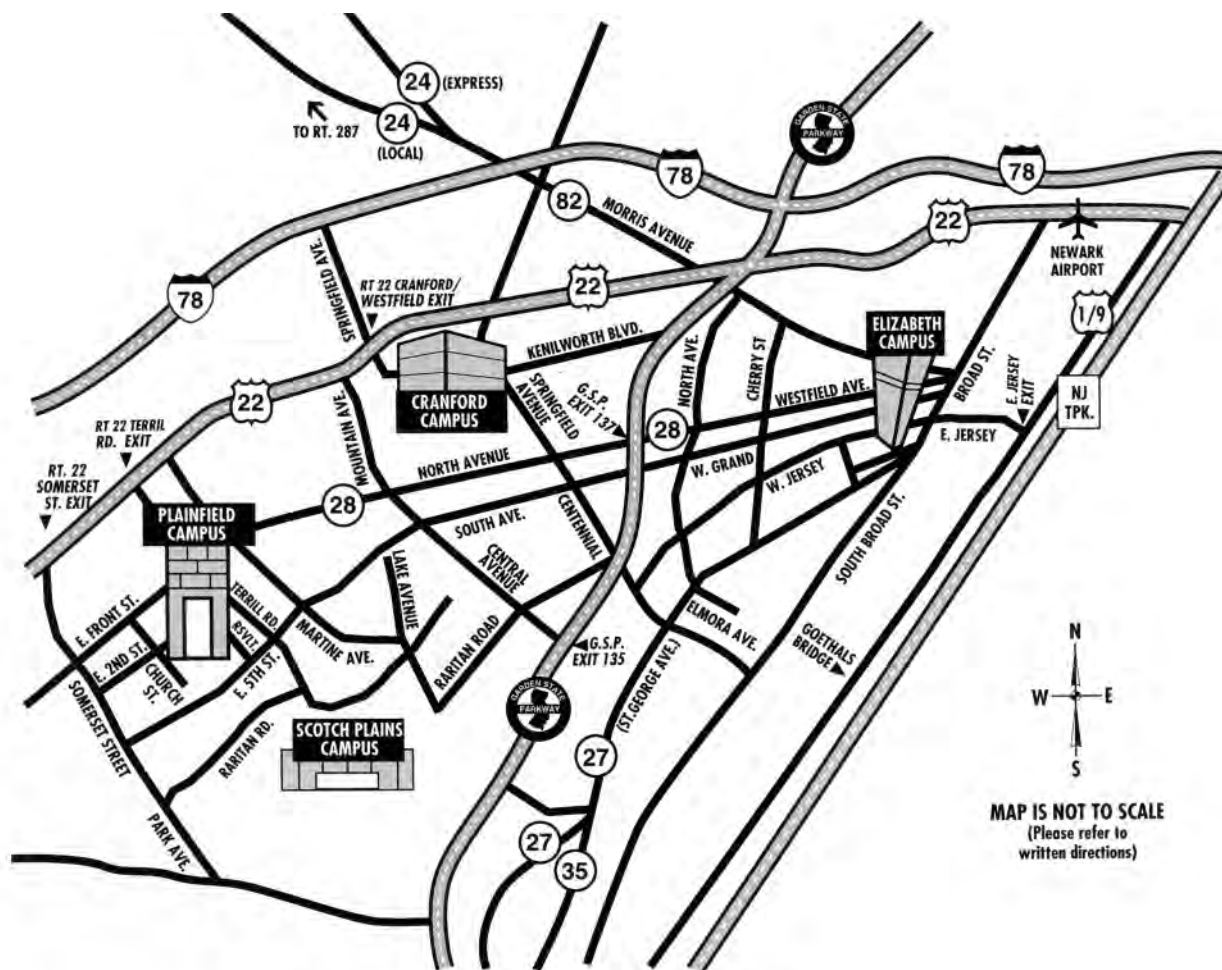 24
(EXPRESS)
TO RT. 287
24
(LOCAL)
GARDEN STATE
PARKWAY
78
78
82
MORRIS AVENUE
22
NEWARK
AIRPORT
SPRINGFIELD AVE.
RT 22 CRANFORD/
WESTFIELD EXIT
22
78
1/9
ELIZABETH
CAMPUS
KENILWORTH BLVD.
NORTH AVE.
CHERRY ST
BROAD ST.
E. JERSEY
EXIT
CRANFORD
CAMPUS
SPRINGFIELD
AVENUE
G.S.P.
EXIT 137
WESTFIELD AVE.
NJ
TPK.
22
RT 22 TERRIL
RD. EXIT
MOUNTAIN AVE.
28
E. JERSEY
RT. 22
SOMERSET
ST. EXIT
NORTH AVENUE
W. GRAND
W. JERSEY
28
PLAINFIELD
CAMPUS
SOUTH AVE.
CENTENNIAL
SOUTH BROAD ST.
LAKE AVENUE
CENTRAL
AVENUE
E. FRONT ST.
TERRILL RD.
RSVLT.
MARTINE AVE.
RARITAN ROAD
G.S.P.
EXIT 135
ELMORA AVE.
GOETHALS
BRIDGE
E. 2ND ST.
CHURCH
ST.
E. 5TH ST.
SOMERSET STREET
GARDEN STATE
PARKWAY
(ST.GEORGE AVE.)
N
W
E
S
RARITAN RD.
SCOTCH PLAINS
CAMPUS
27
PARK AVE.
27
35
MAP IS NOT TO SCALE
(Please refer to
written directions)